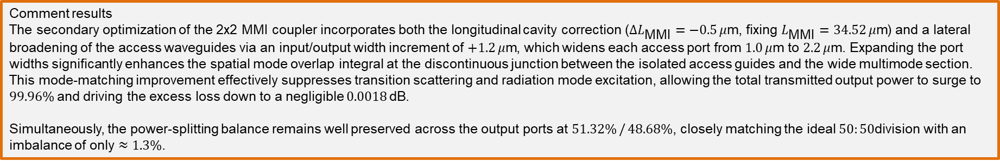 Comment results
The secondary optimization of the 2x2 MMI coupler incorporates both the longitudinal cavity correction (ΔL_MMI = −0.5 μm, fixing L_MMI = 34.52 μm) and a lateral
broadening of the access waveguides via an input/output width increment of +1.2 μm, which widens each access port from 1.0 μm to 2.2 μm. Expanding the port
widths significantly enhances the spatial mode overlap integral at the discontinuous junction between the isolated access guides and the wide multimode section.
This mode-matching improvement effectively suppresses transition scattering and radiation mode excitation, allowing the total transmitted output power to surge to
99.96% and driving the excess loss down to a negligible 0.0018 dB.
Simultaneously, the power-splitting balance remains well preserved across the output ports at 51.32% / 48.68%, closely matching the ideal 50:50division with an
imbalance of only ≈ 1.3%.